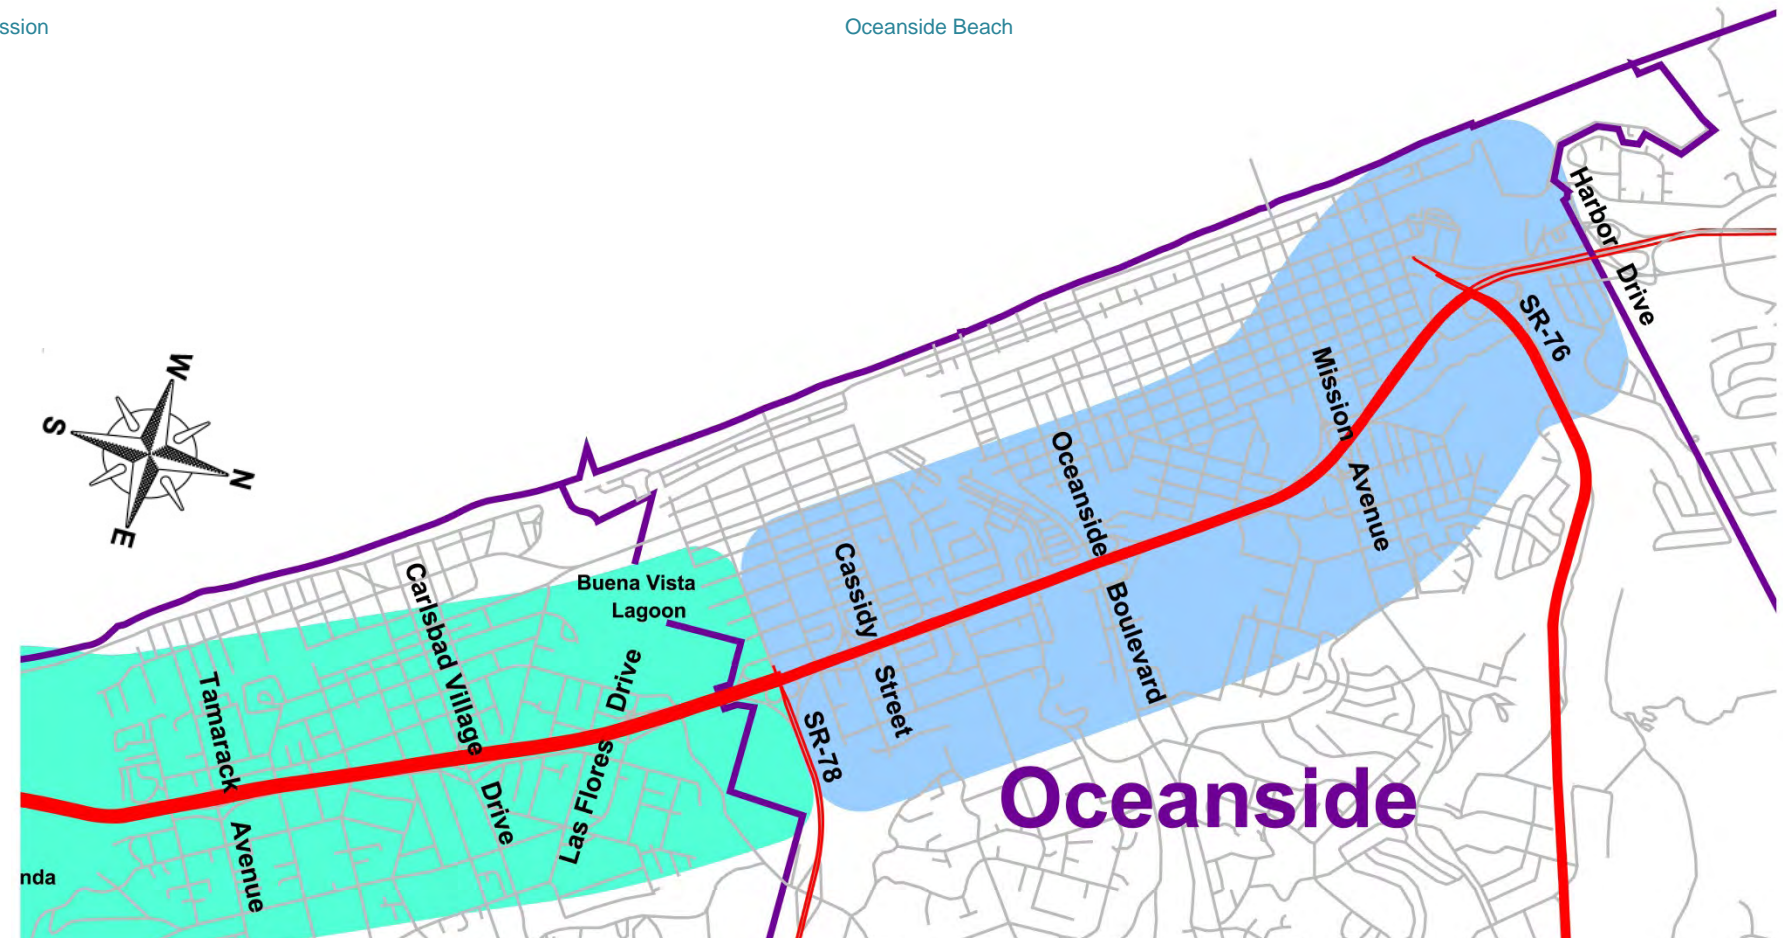 ssion
Oceanside Beach
Harbor Drive
SR-76
W
S
N
E
Mission Avenue
Oceanside Boulevard
Cassidy Street
Buena Vista
Lagoon
Carlsbad Village Drive
Las Flores Drive
Tamarack Avenue
SR-78
Oceanside
nda